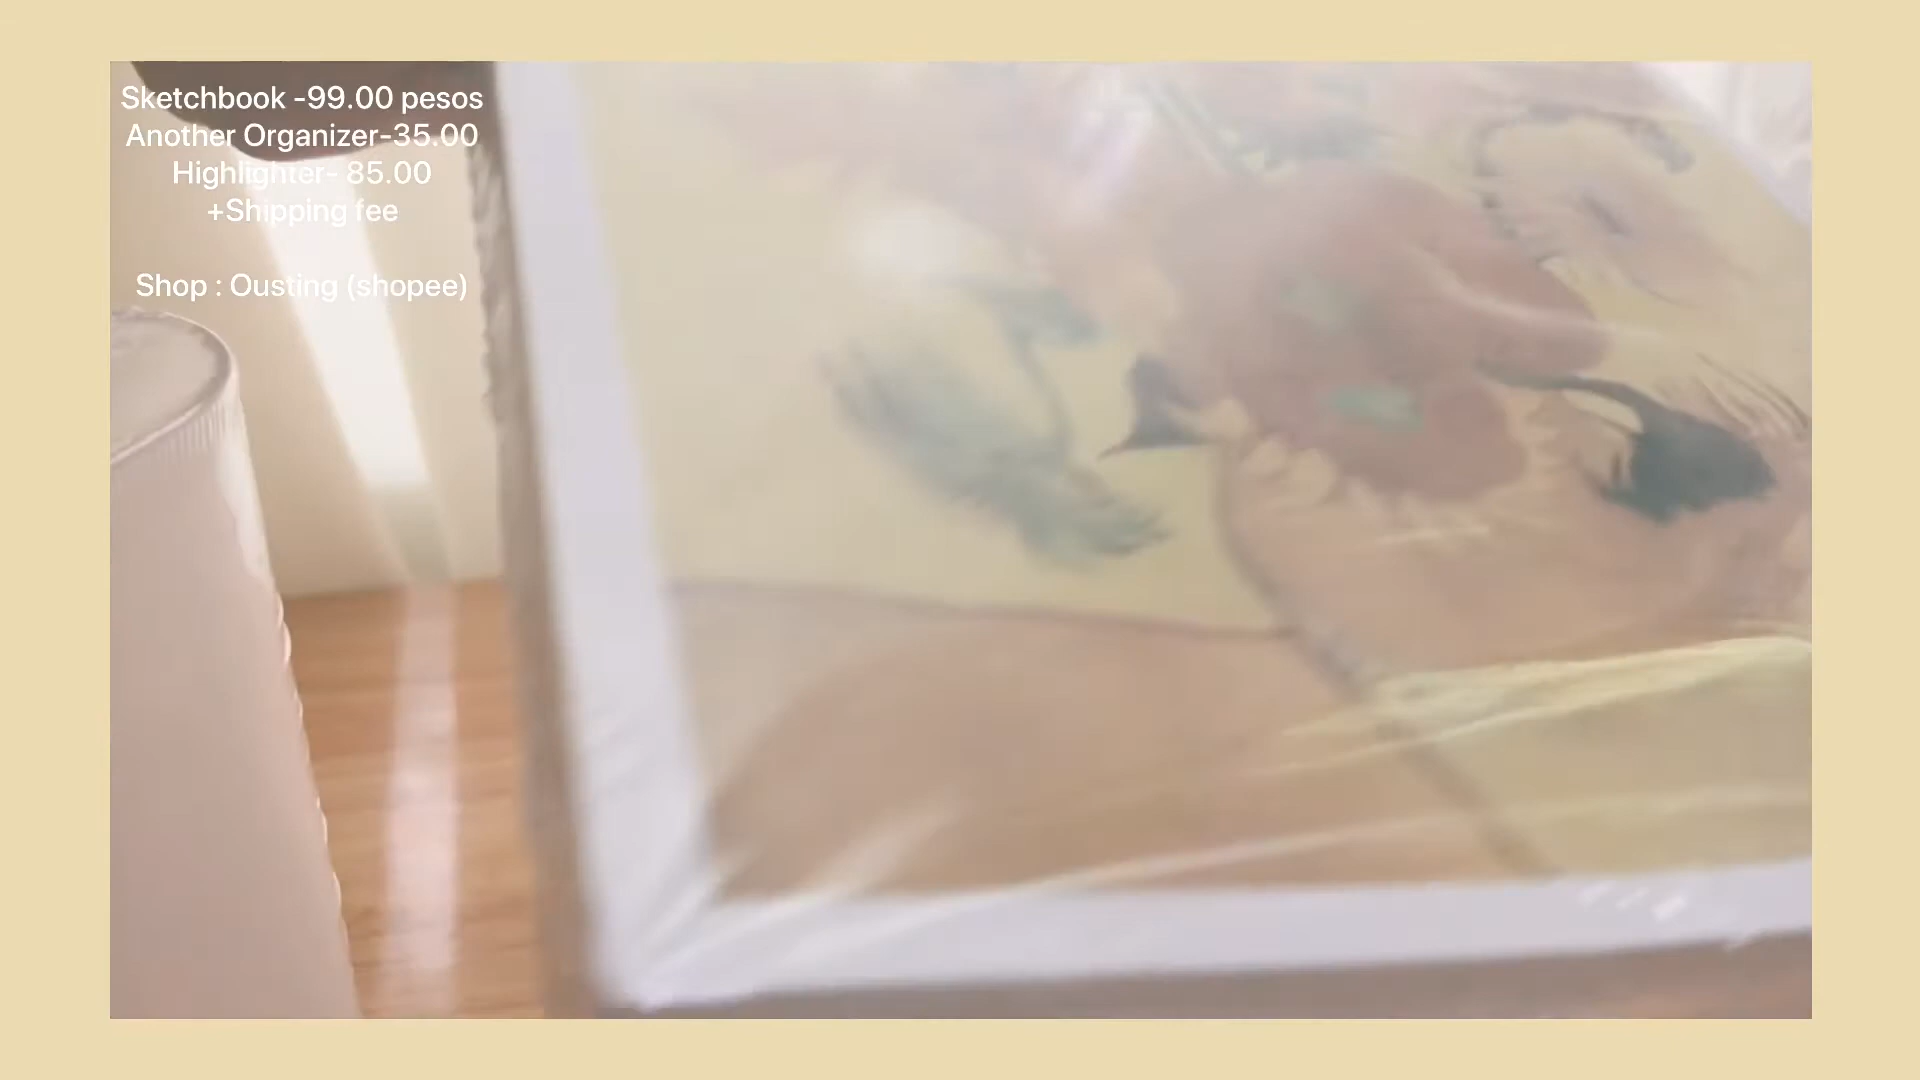 Sketchbook -99.00 pesos
Another Organizer-35.00
Highlighter- 85.00
+Shipping fee
Shop : Ousting (shopee)